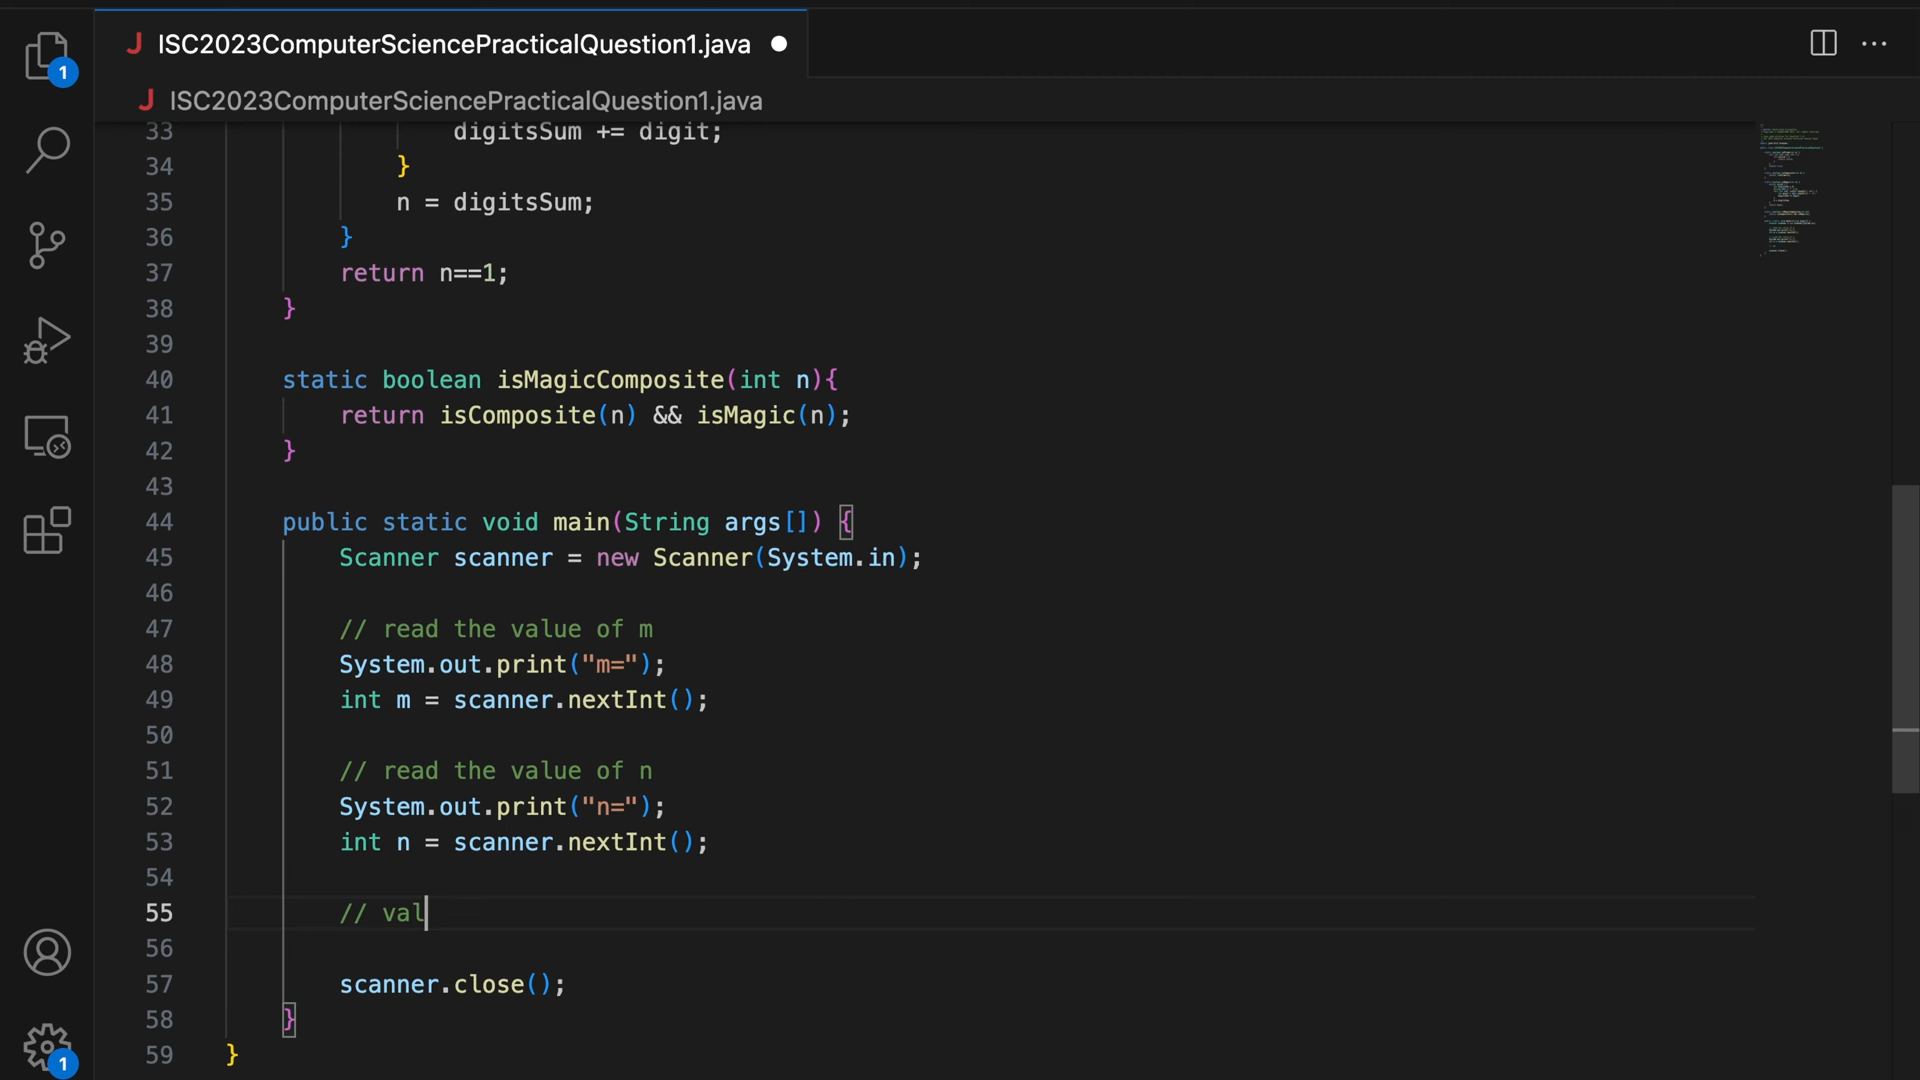 ISC2023ComputerSciencePracticalQuestion1.java
ISC2023ComputerSciencePracticalQuestion1.java
33 digitsSum += digit;
34 }
35 n = digitsSum;
36 }
37 return n==1;
38 }
39
40 static boolean isMagicComposite(int n){
41 return isComposite(n) && isMagic(n);
42 }
43
44 public static void main(String args[]) {
45 Scanner scanner = new Scanner(System.in);
46
47 // read the value of m
48 System.out.print("m=");
49 int m = scanner.nextInt();
50
51 // read the value of n
52 System.out.print("n=");
53 int n = scanner.nextInt();
54
55 // val
56
57 scanner.close();
58 }
59 }
1
1